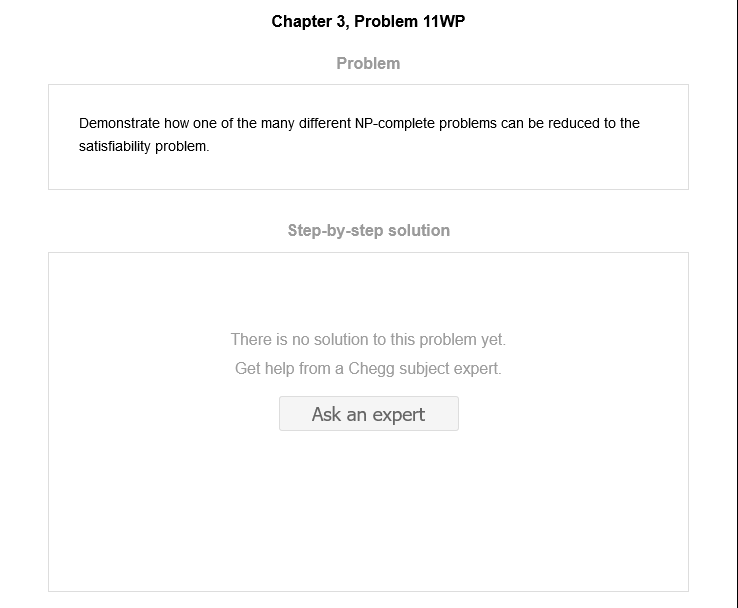 Chapter 3, Problem 11WP
Problem
Demonstrate how one of the many different NP-complete problems can be reduced to the
satisfiability problem.
Step-by-step solution
There is no solution to this problem yet.
Get help from a Chegg subject expert.
Ask an expert